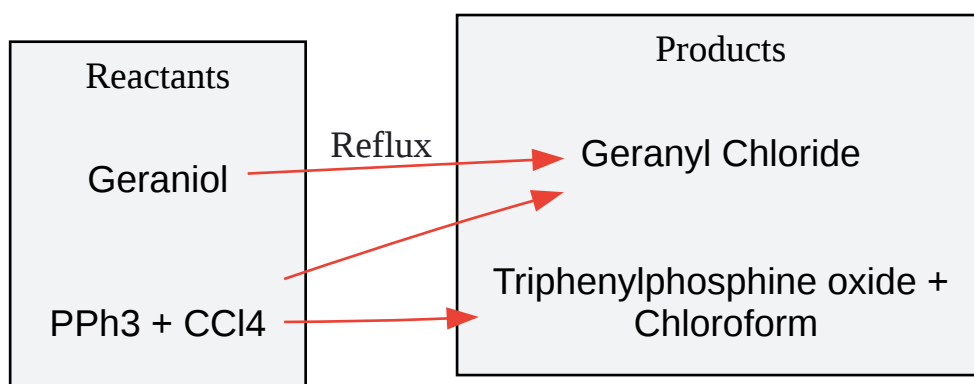 Reactants
Geraniol
PPh3 + CCl4
Reflux
Products
Geranyl Chloride
Triphenylphosphine oxide +
Chloroform